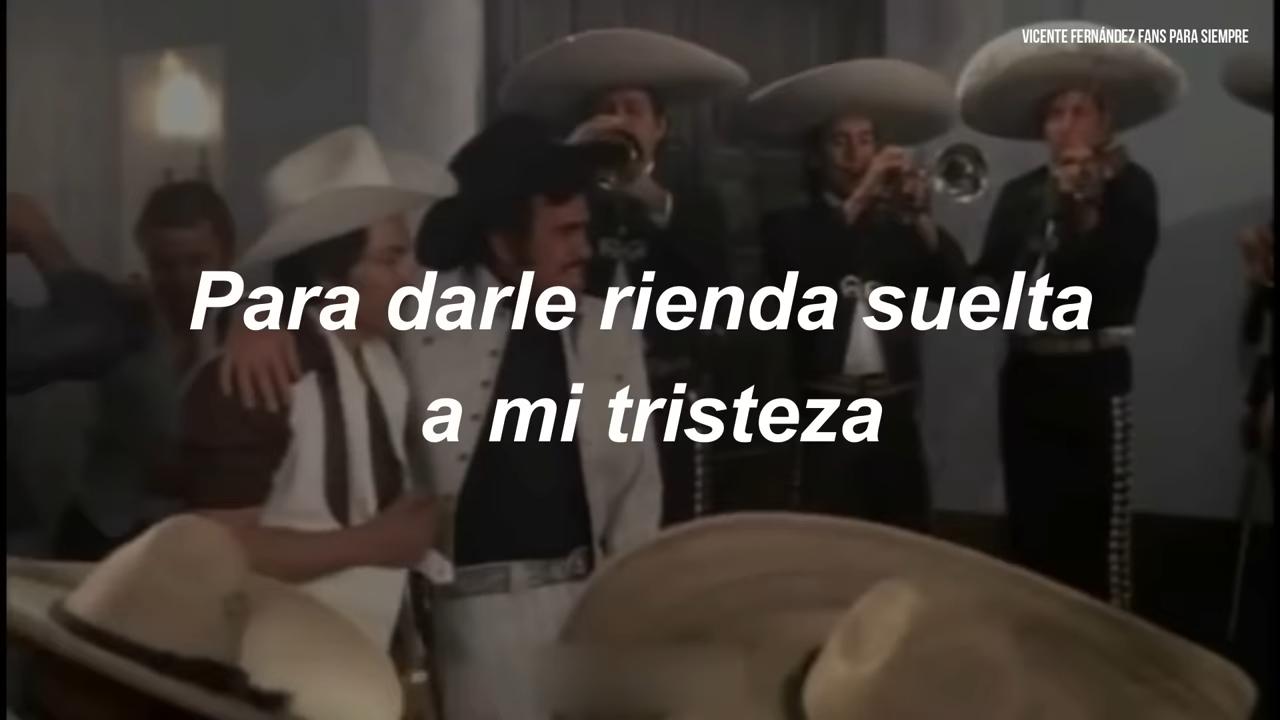 VICENTE FERNÁNDEZ FANS PARA SIEMPRE
Para darle rienda suelta
a mi tristeza